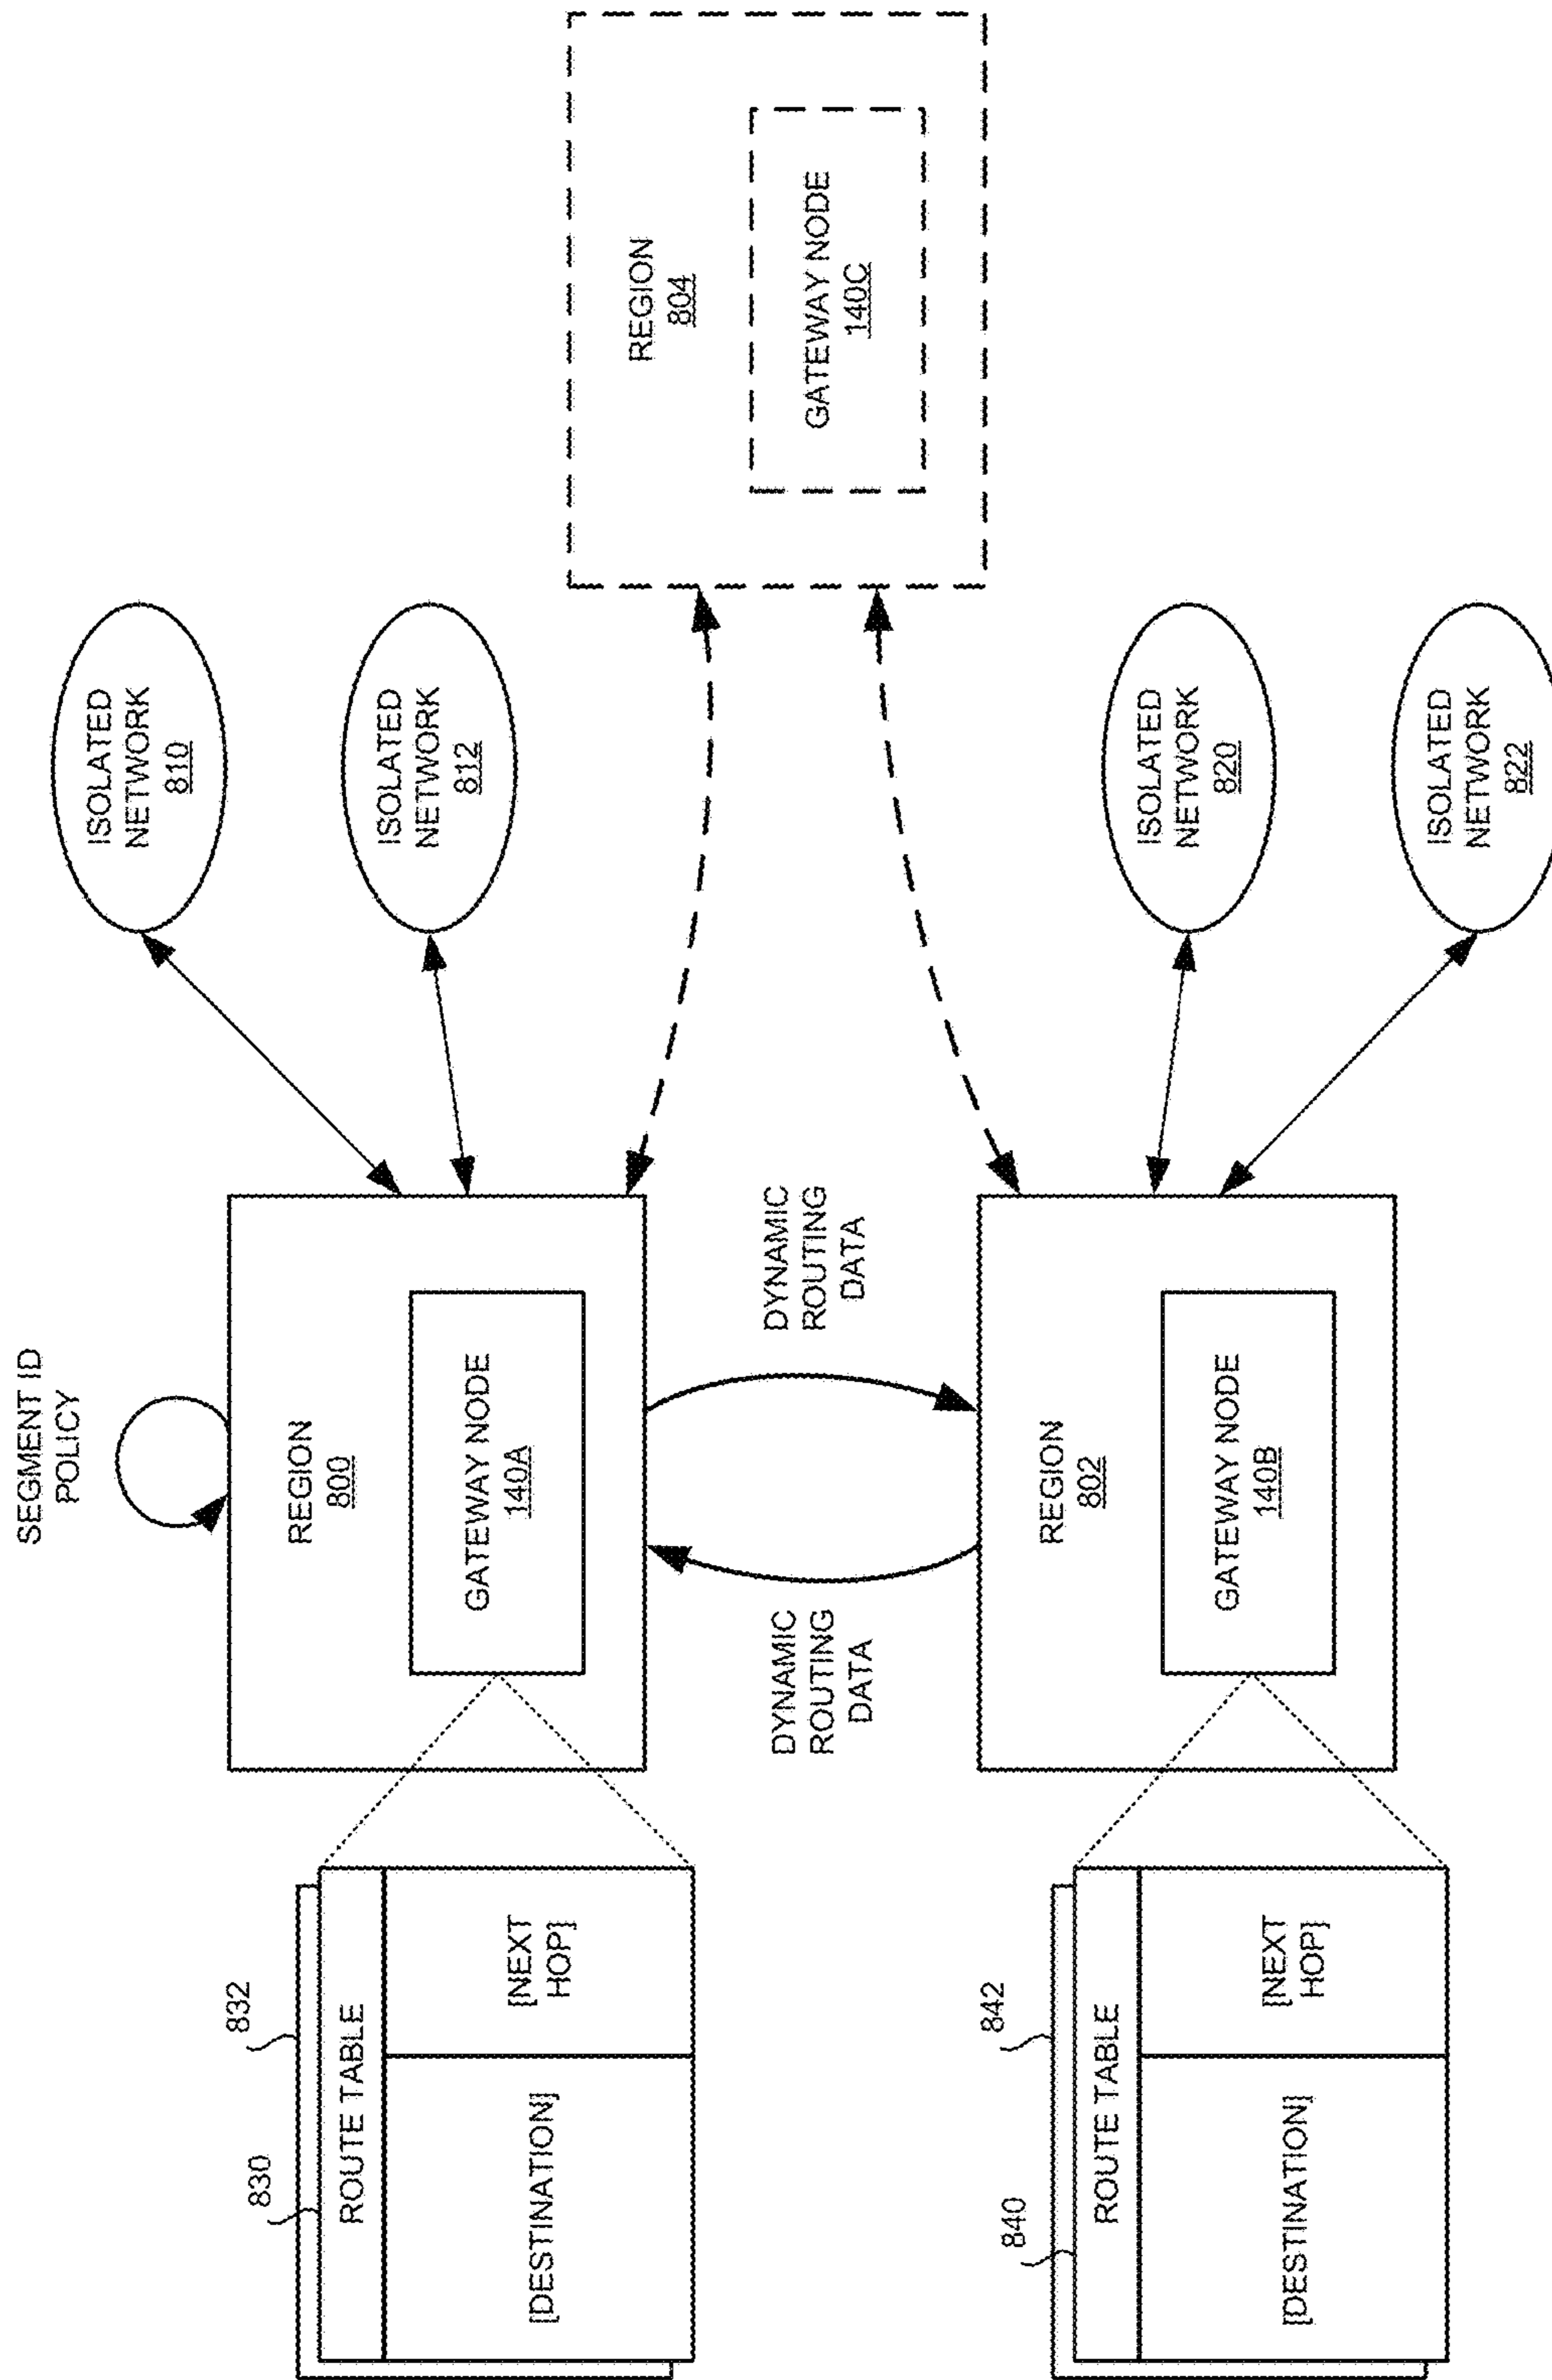 SEGMENT ID
POLICY
832
830
ROUTE TABLE
[DESTINATION]
[NEXT
HOP]
REGION
800
GATEWAY NODE
140A
ISOLATED
NETWORK
810
ISOLATED
NETWORK
812
DYNAMIC
ROUTING
DATA
DYNAMIC
ROUTING
DATA
REGION
804
GATEWAY NODE
140C
842
840
ROUTE TABLE
[DESTINATION]
[NEXT
HOP]
REGION
802
GATEWAY NODE
140B
ISOLATED
NETWORK
820
ISOLATED
NETWORK
822